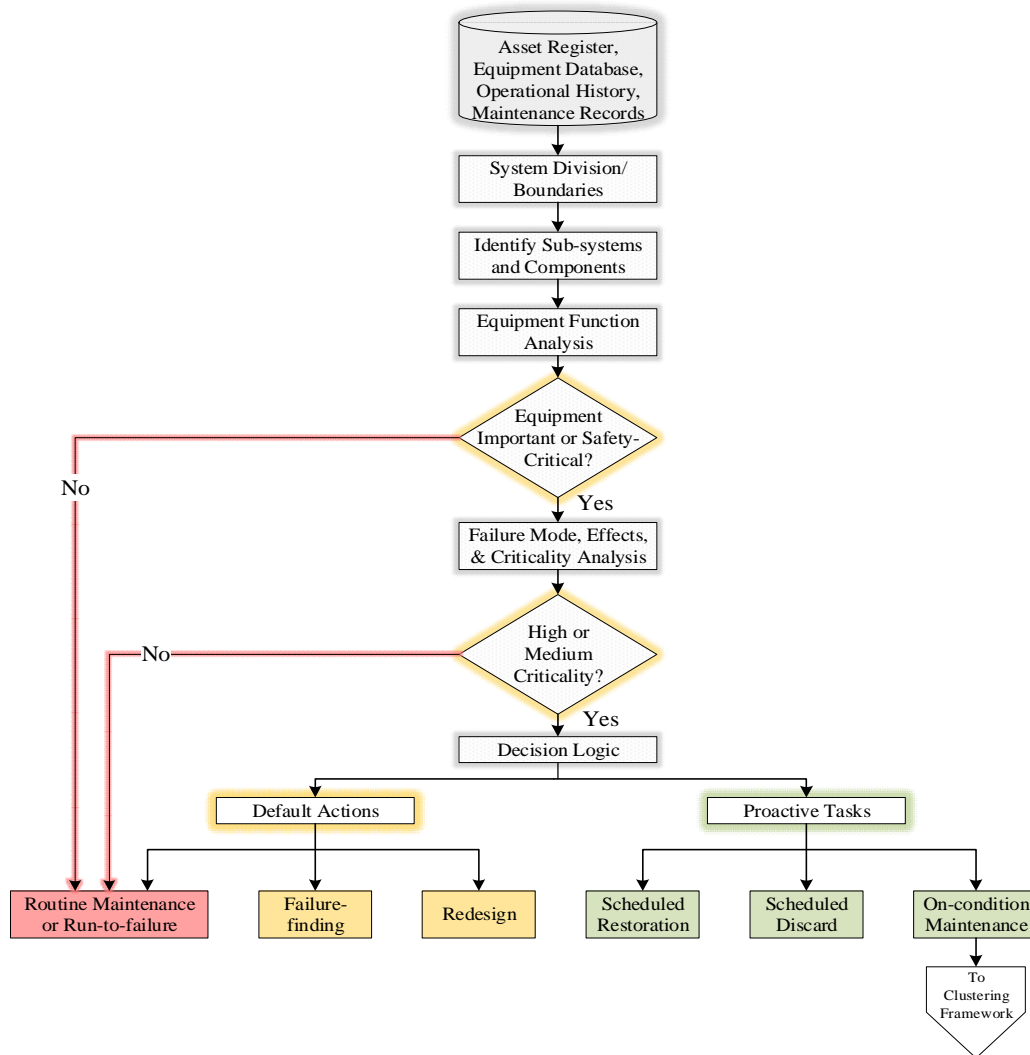 Asset Register,
Equipment Database,
Operational History,
Maintenance Records
System Division/
Boundaries
Identify Sub-systems
and Components
Equipment Function
Analysis
Equipment
Important or Safety-
Critical?
No
Yes
Failure Mode, Effects,
& Criticality Analysis
High or
Medium
Criticality?
No
Yes
Decision Logic
Default Actions
Proactive Tasks
Routine Maintenance
or Run-to-failure
Failure-
finding
Redesign
Scheduled
Restoration
Scheduled
Discard
On-condition
Maintenance
To
Clustering
Framework